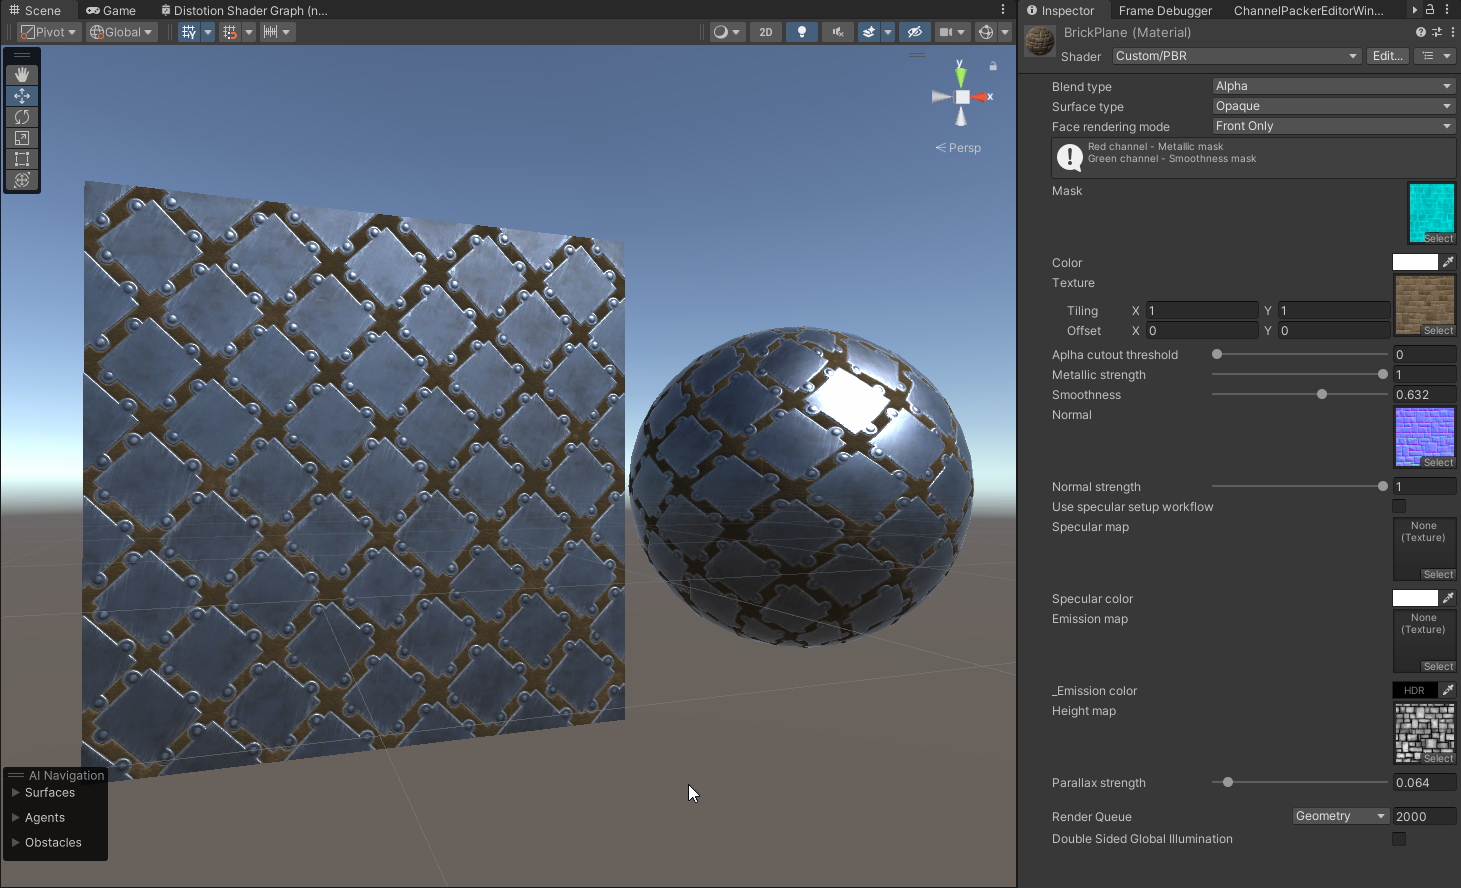 Scene
Game
Distotion Shader Graph (n...
Inspector
Frame Debugger
ChannelPackerEditorWin...
Pivot
Global
2D
BrickPlane (Material)
Shader
Custom/PBR
Edit...
y
x
Persp
Blend type
Alpha
Surface type
Opaque
Face rendering mode
Front Only
Red channel - Metallic mask
Green channel - Smoothness mask
Mask
Select
Color
Texture
Tiling X 1 Y 1
Offset X 0 Y 0
Select
Aplha cutout threshold 0
Metallic strength 1
Smoothness 0.632
Normal
Select
Normal strength 1
Use specular setup workflow
Specular map
None
(Texture)
Select
Specular color
Emission map
None
(Texture)
Select
_Emission color
HDR
Height map
Select
Parallax strength 0.064
Render Queue
Geometry
2000
Double Sided Global Illumination
AI Navigation
Surfaces
Agents
Obstacles